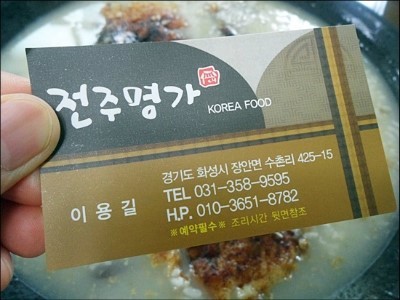 전주명가
KOREA FOOD
경기도 화성시 장안면 수촌리 425-15
TEL 031-358-9595
이용길 H.P. 010-3651-8782
※예약필수※ 조리시간 뒷면참조